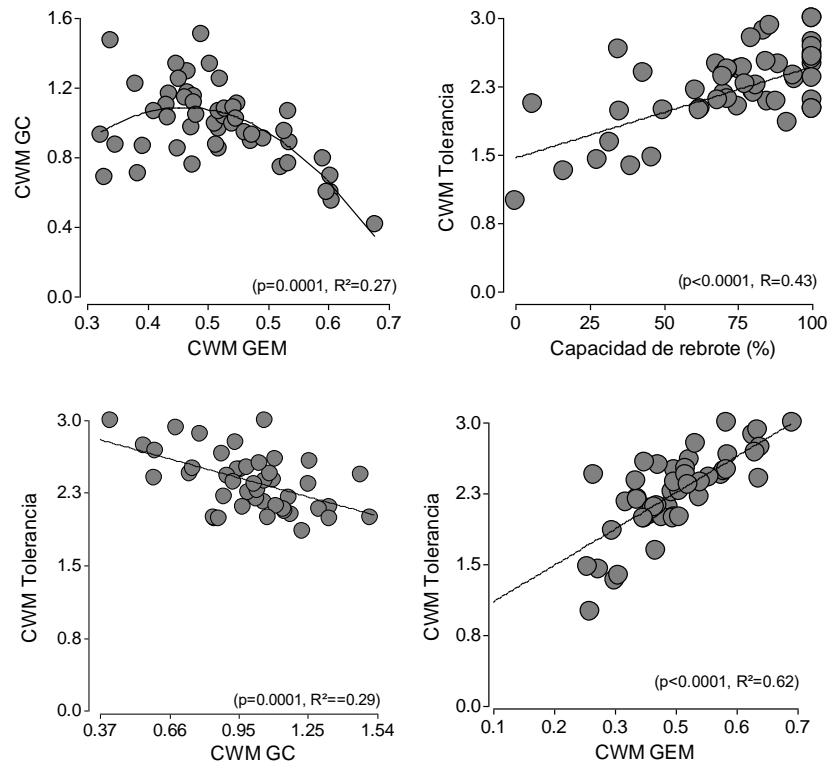 1.6
1.2
0.8
0.4
0.0
CWM GC
(p=0.0001, R²=0.27)
0.3 0.4 0.5 0.5 0.6 0.7
CWM GEM
3.0
2.3
1.5
0.8
0.0
CWM Tolerancia
(p<0.0001, R=0.43)
0 25 50 75 100
Capacidad de rebrote (%)
3.0
2.3
1.5
0.8
0.0
CWM Tolerancia
(p=0.0001, R²==0.29)
0.37 0.66 0.95 1.25 1.54
CWM GC
3.0
2.3
1.5
0.8
0.0
CWM Tolerancia
(p<0.0001, R²=0.62)
0.1 0.3 0.5 0.6 0.7
CWM GEM